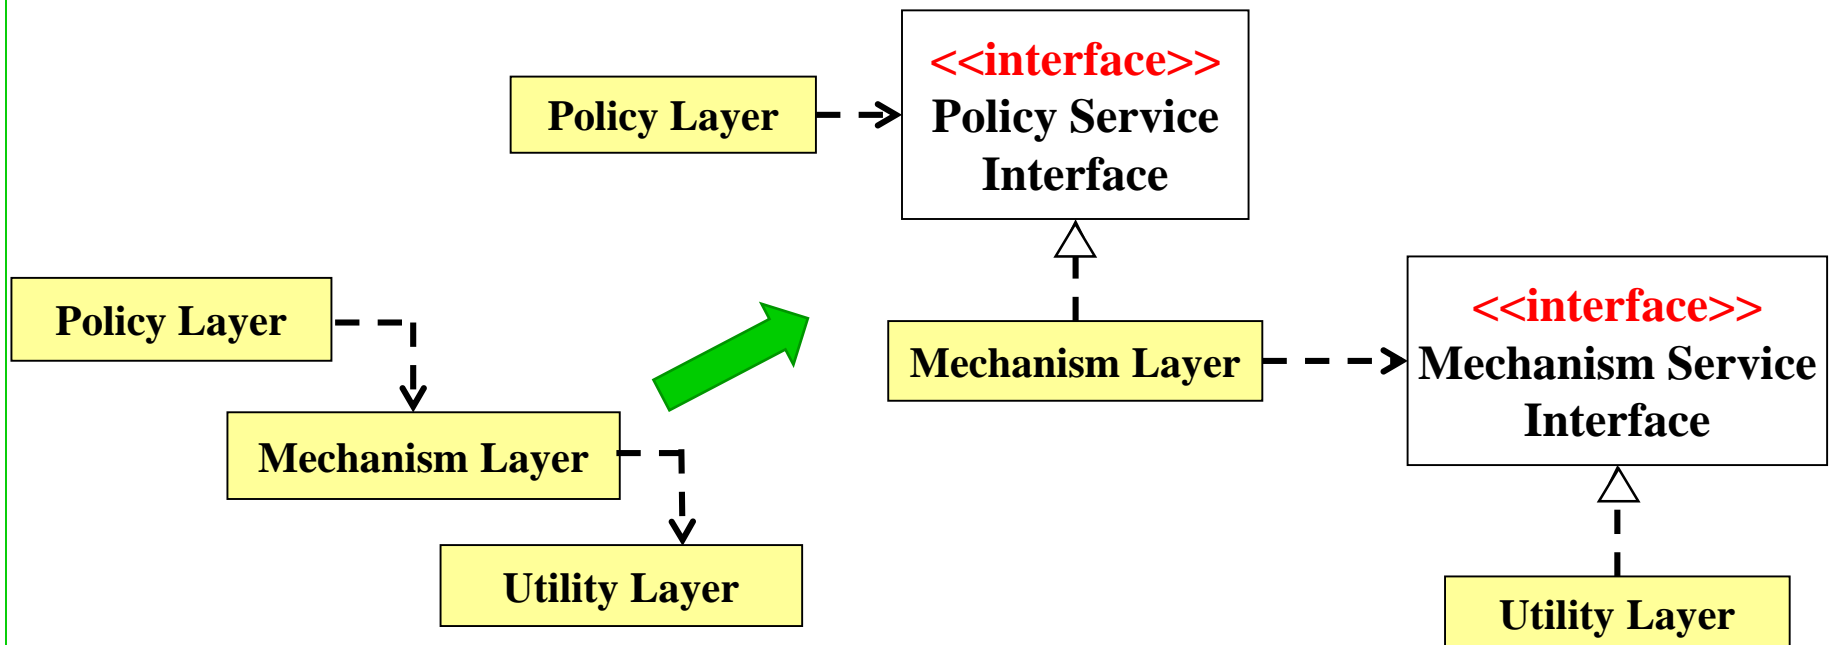 Policy Layer
Mechanism Layer
Utility Layer
Policy Layer
<<interface>>
Policy Service
Interface
Mechanism Layer
<<interface>>
Mechanism Service
Interface
Utility Layer